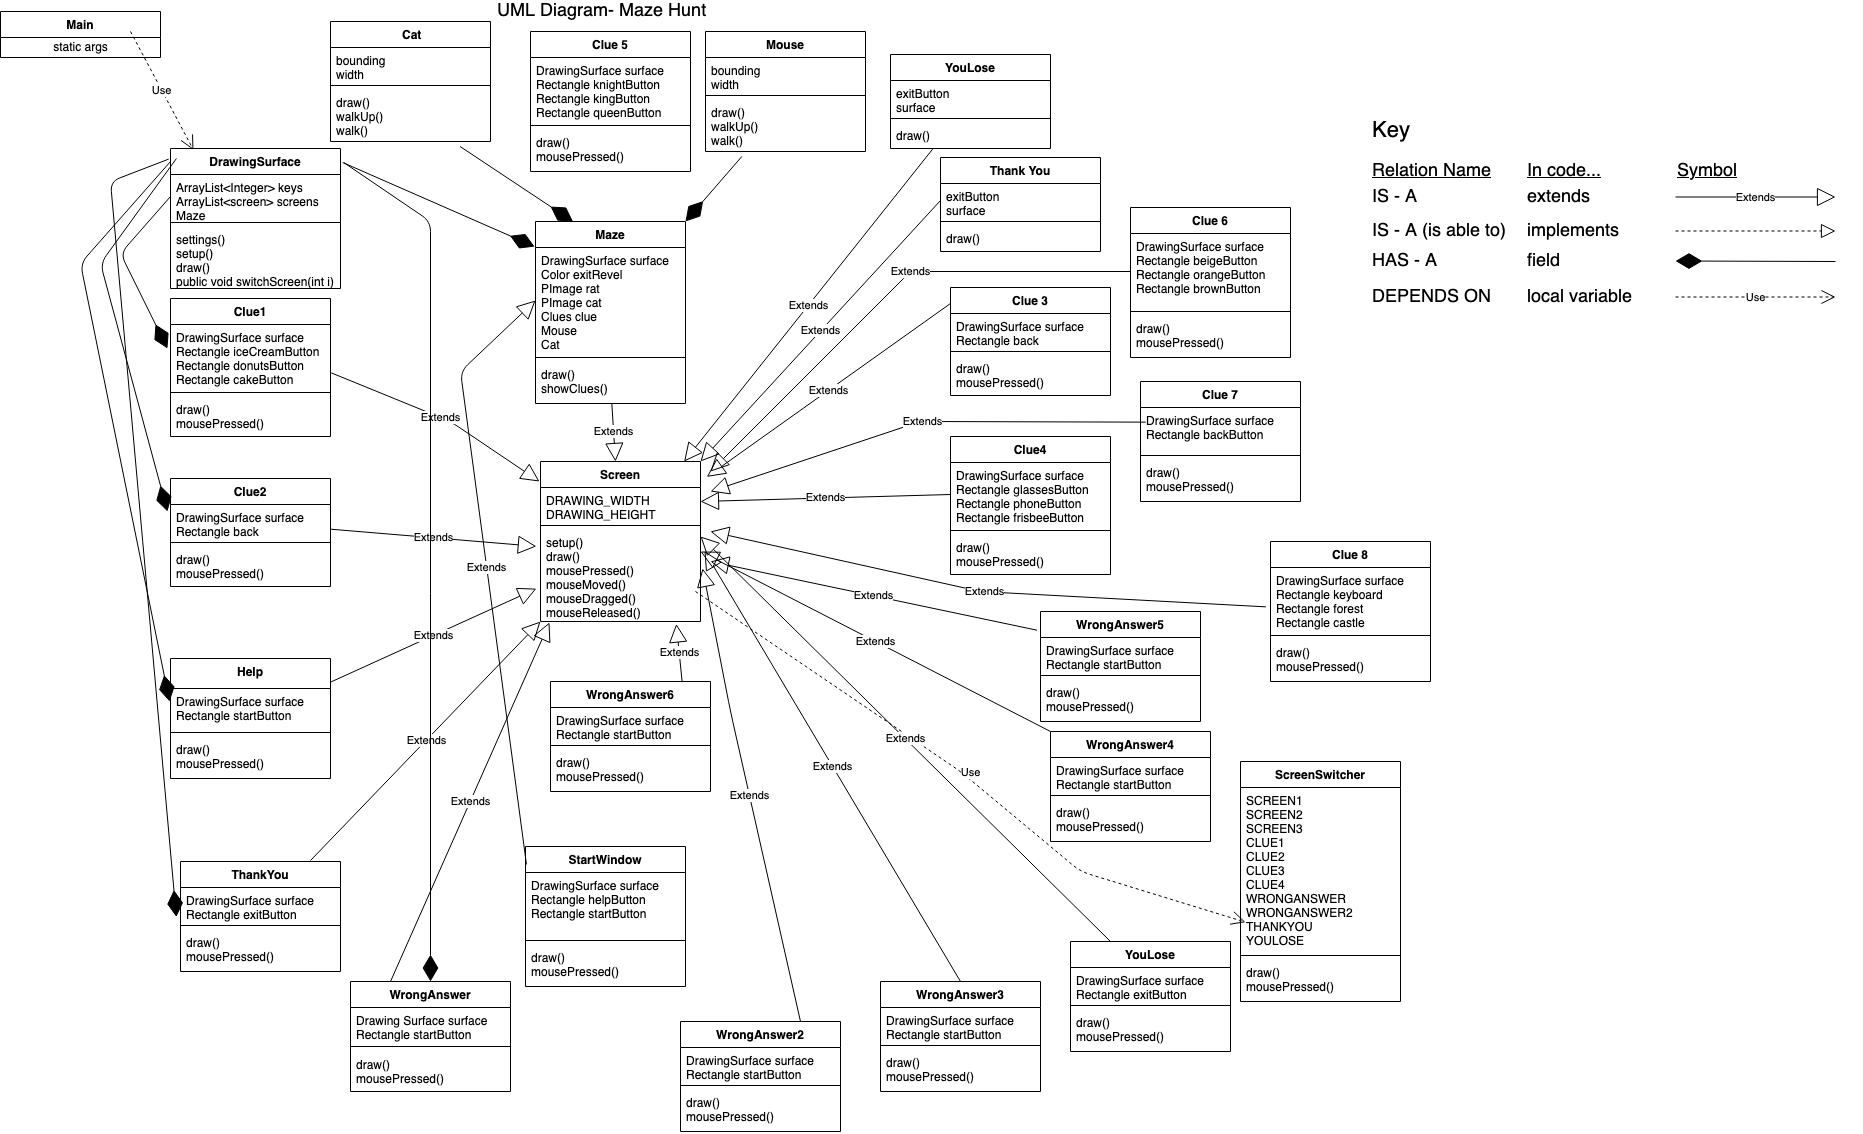 UML Diagram- Maze Hunt
Main
static args
Use
Cat
bounding
width
draw()
walkUp()
walk()
Clue 5
DrawingSurface surface
Rectangle knightButton
Rectangle kingButton
Rectangle queenButton
draw()
mousePressed()
Mouse
bounding
width
draw()
walkUp()
walk()
YouLose
exitButton
surface
draw()
Thank You
exitButton
surface
draw()
Key
Relation Name In code... Symbol
IS - A extends Extends
IS - A (is able to) implements
HAS - A field
DEPENDS ON local variable Use
DrawingSurface
ArrayList<Integer> keys
ArrayList<screen> screens
Maze
settings()
setup()
draw()
public void switchScreen(int i)
Maze
DrawingSurface surface
Color exitRevel
PImage rat
PImage cat
Clues clue
Mouse
Cat
draw()
showClues()
Clue 6
DrawingSurface surface
Rectangle beigeButton
Rectangle orangeButton
Rectangle brownButton
draw()
mousePressed()
Extends
Extends
Extends
Clue 3
DrawingSurface surface
Rectangle back
draw()
mousePressed()
Extends
Clue1
DrawingSurface surface
Rectangle iceCreamButton
Rectangle donutsButton
Rectangle cakeButton
draw()
mousePressed()
Extends
Extends
Clue 7
DrawingSurface surface
Rectangle backButton
draw()
mousePressed()
Extends
Clue4
DrawingSurface surface
Rectangle glassesButton
Rectangle phoneButton
Rectangle frisbeeButton
draw()
mousePressed()
Extends
Screen
DRAWING_WIDTH
DRAWING_HEIGHT
setup()
draw()
mousePressed()
mouseMoved()
mouseDragged()
mouseReleased()
Clue2
DrawingSurface surface
Rectangle back
draw()
mousePressed()
Extends
Extends
Clue 8
DrawingSurface surface
Rectangle keyboard
Rectangle forest
Rectangle castle
draw()
mousePressed()
Extends
Extends
WrongAnswer5
DrawingSurface surface
Rectangle startButton
draw()
mousePressed()
Help
DrawingSurface surface
Rectangle startButton
draw()
mousePressed()
Extends
Extends
WrongAnswer6
DrawingSurface surface
Rectangle startButton
draw()
mousePressed()
Extends
WrongAnswer4
DrawingSurface surface
Rectangle startButton
draw()
mousePressed()
Extends
Extends
Extends
Extends
Extends
Use
ScreenSwitcher
SCREEN1
SCREEN2
SCREEN3
CLUE1
CLUE2
CLUE3
CLUE4
WRONGANSWER
WRONGANSWER2
THANKYOU
YOULOSE
draw()
mousePressed()
ThankYou
DrawingSurface surface
Rectangle exitButton
draw()
mousePressed()
StartWindow
DrawingSurface surface
Rectangle helpButton
Rectangle startButton
draw()
mousePressed()
YouLose
DrawingSurface surface
Rectangle exitButton
draw()
mousePressed()
WrongAnswer
Drawing Surface surface
Rectangle startButton
draw()
mousePressed()
WrongAnswer3
DrawingSurface surface
Rectangle startButton
draw()
mousePressed()
WrongAnswer2
DrawingSurface surface
Rectangle startButton
draw()
mousePressed()